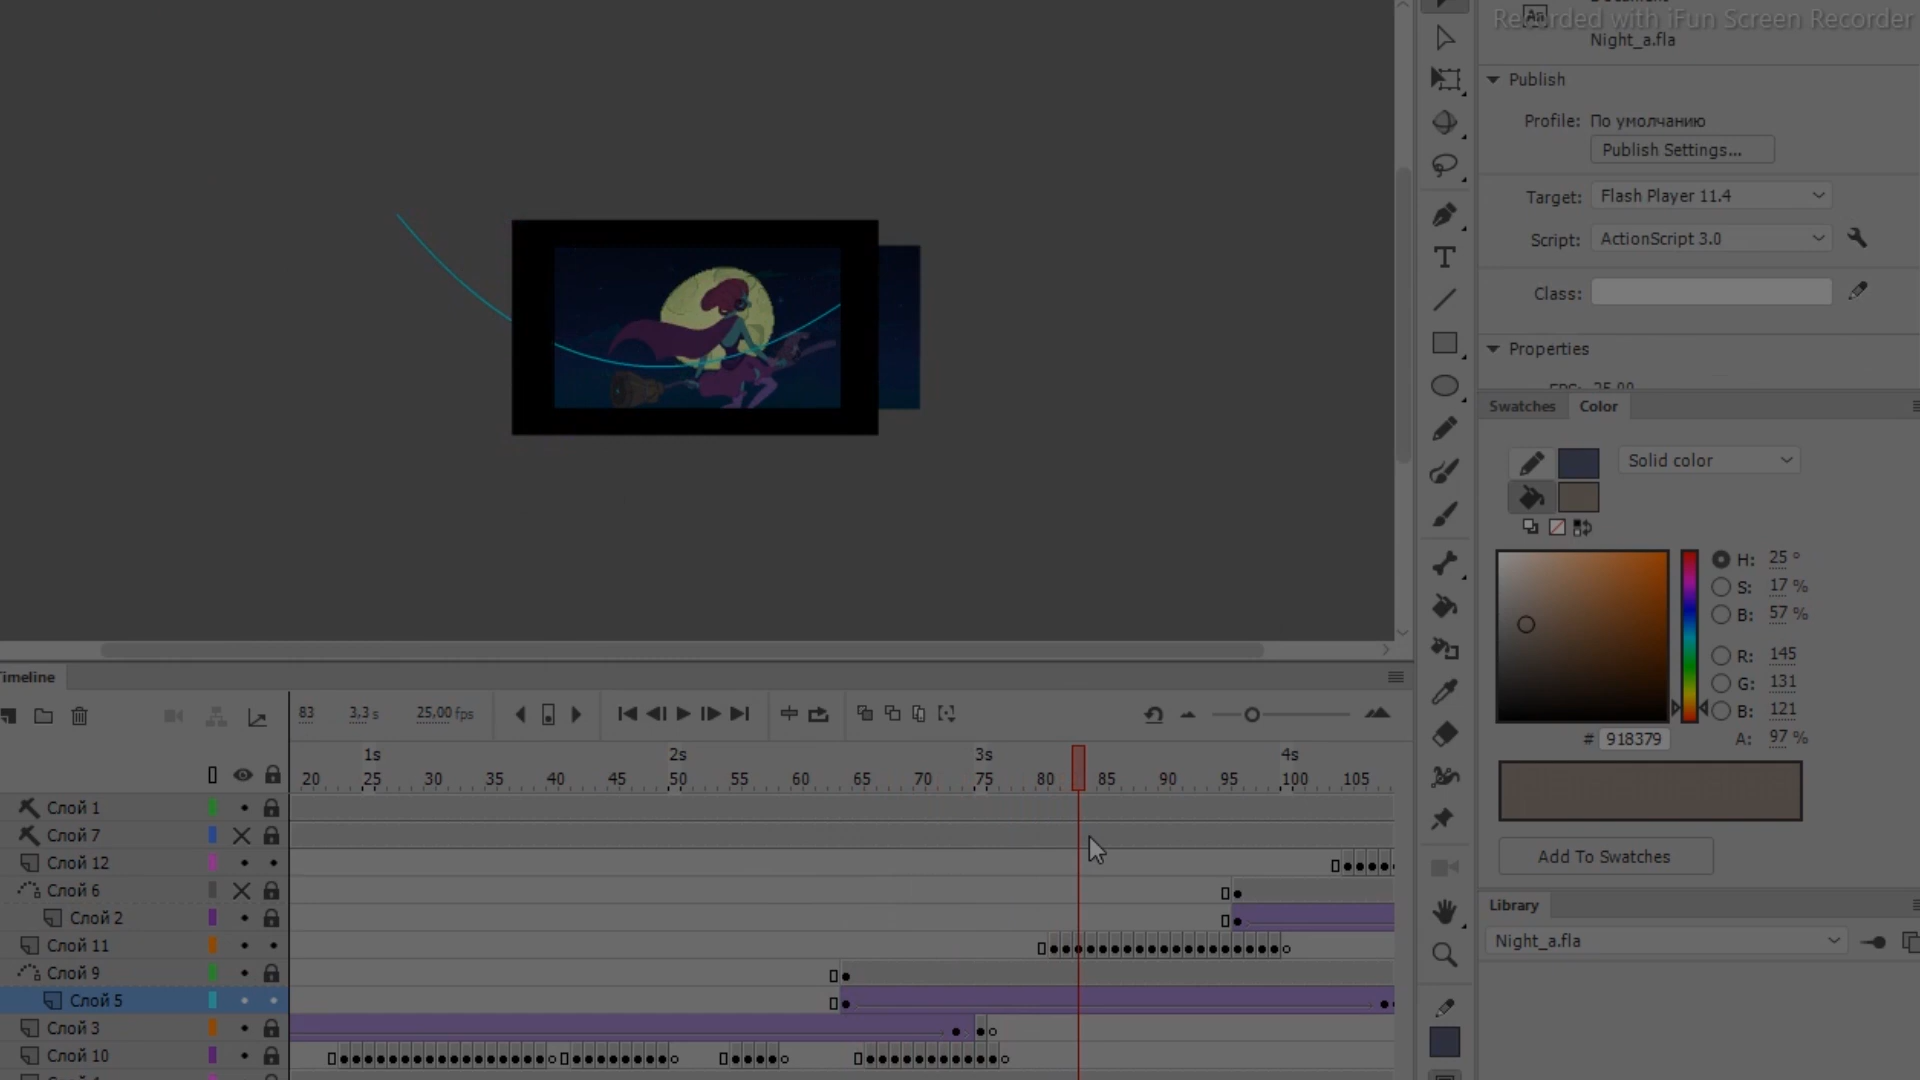 Recorded with iFun Screen Recorder
An
Night_a.fla
Publish
Profile: По умолчанию
Publish Settings...
Target: Flash Player 11.4
Script: ActionScript 3.0
Class:
Properties
FPS: 25,00
Swatches
Color
Solid color
H: 25 °
S: 17 %
B: 57 %
R: 145
G: 131
B: 121
# 918379
A: 97 %
Add To Swatches
Library
Night_a.fla
Timeline
83 3,3 s 25,00 fps
1s 2s 3s 4s
20 25 30 35 40 45 50 55 60 65 70 75 80 85 90 95 100 105
Слой 1
Слой 7
Слой 12
Слой 6
Слой 2
Слой 11
Слой 9
Слой 5
Слой 3
Слой 10